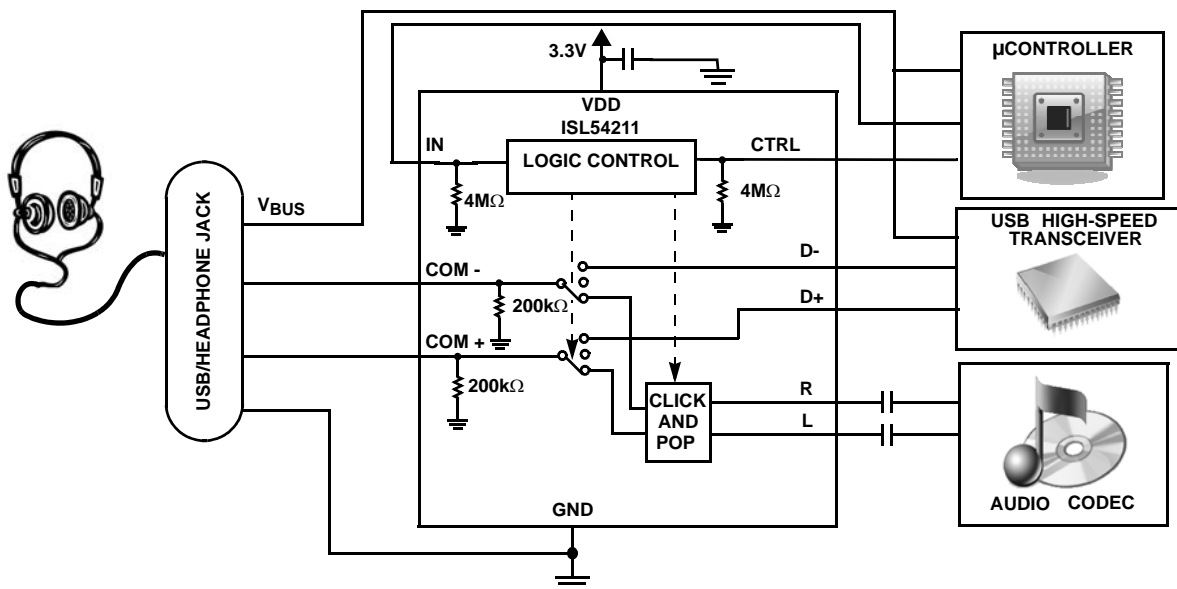 3.3V
µCONTROLLER
VDD
ISL54211
IN
LOGIC CONTROL
CTRL
4MΩ
4MΩ
USB/HEADPHONE JACK
VBUS
USB HIGH-SPEED
TRANSCEIVER
COM -
D-
200kΩ
D+
COM +
200kΩ
CLICK
AND
POP
R
L
AUDIO CODEC
GND